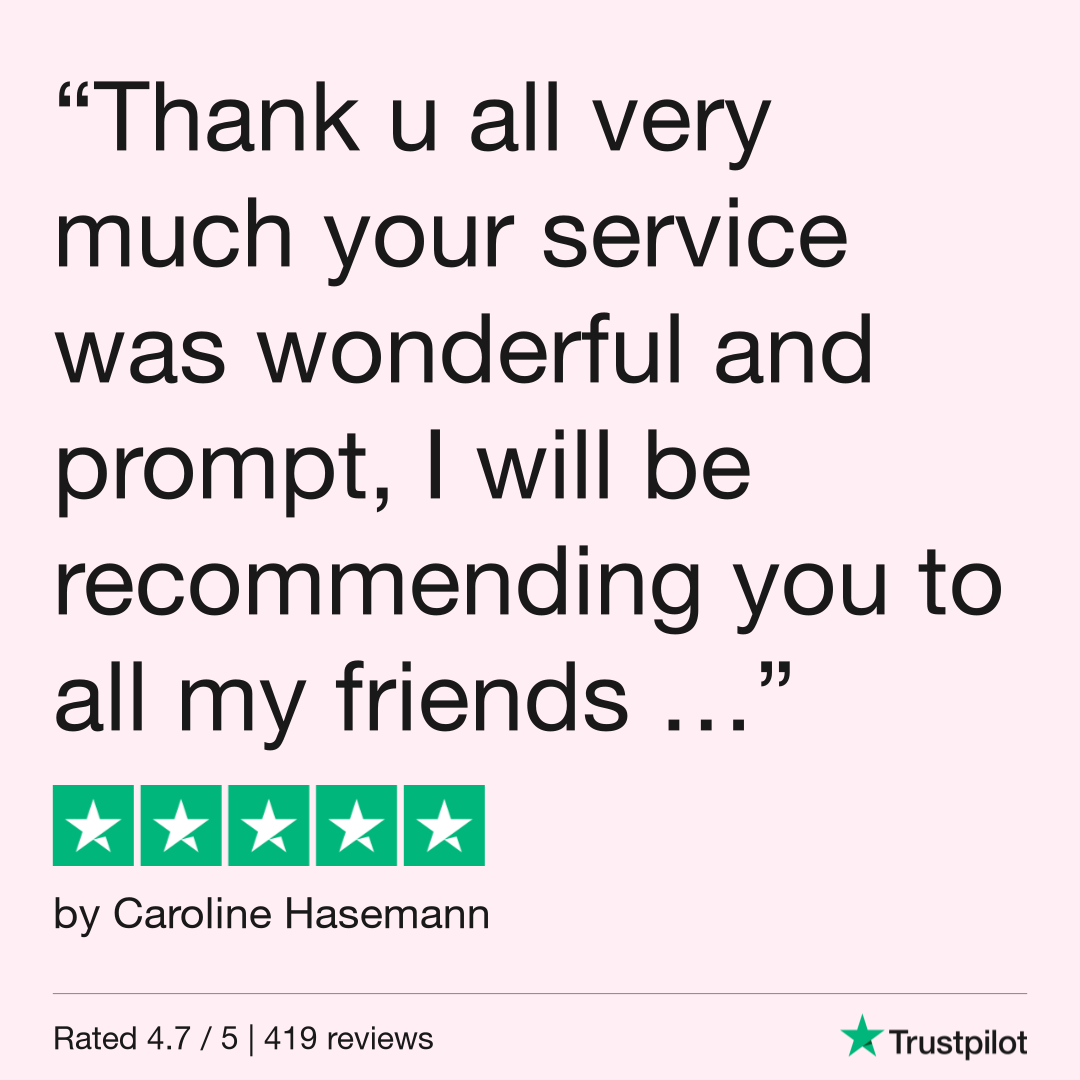 “Thank u all very
much your service
was wonderful and
prompt, I will be
recommending you to
all my friends …”
by Caroline Hasemann
Rated 4.7 / 5 | 419 reviews
Trustpilot